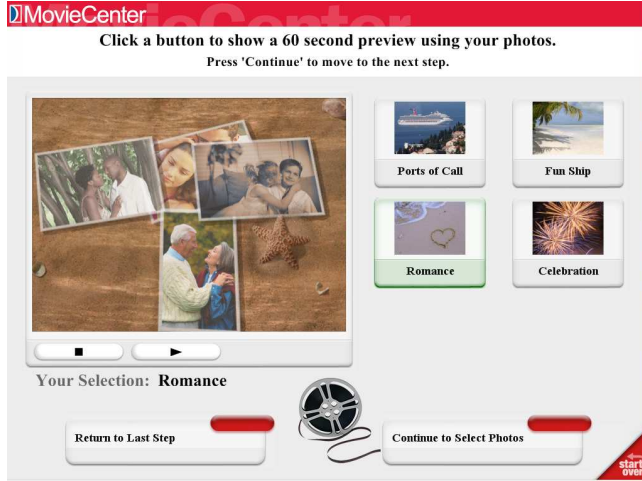 MovieCenter
MovieCenter
Click a button to show a 60 second preview using your photos.
Press 'Continue' to move to the next step.
Ports of Call
Fun Ship
Romance
Celebration
Your Selection: Romance
Return to Last Step
Continue to Select Photos
start
over